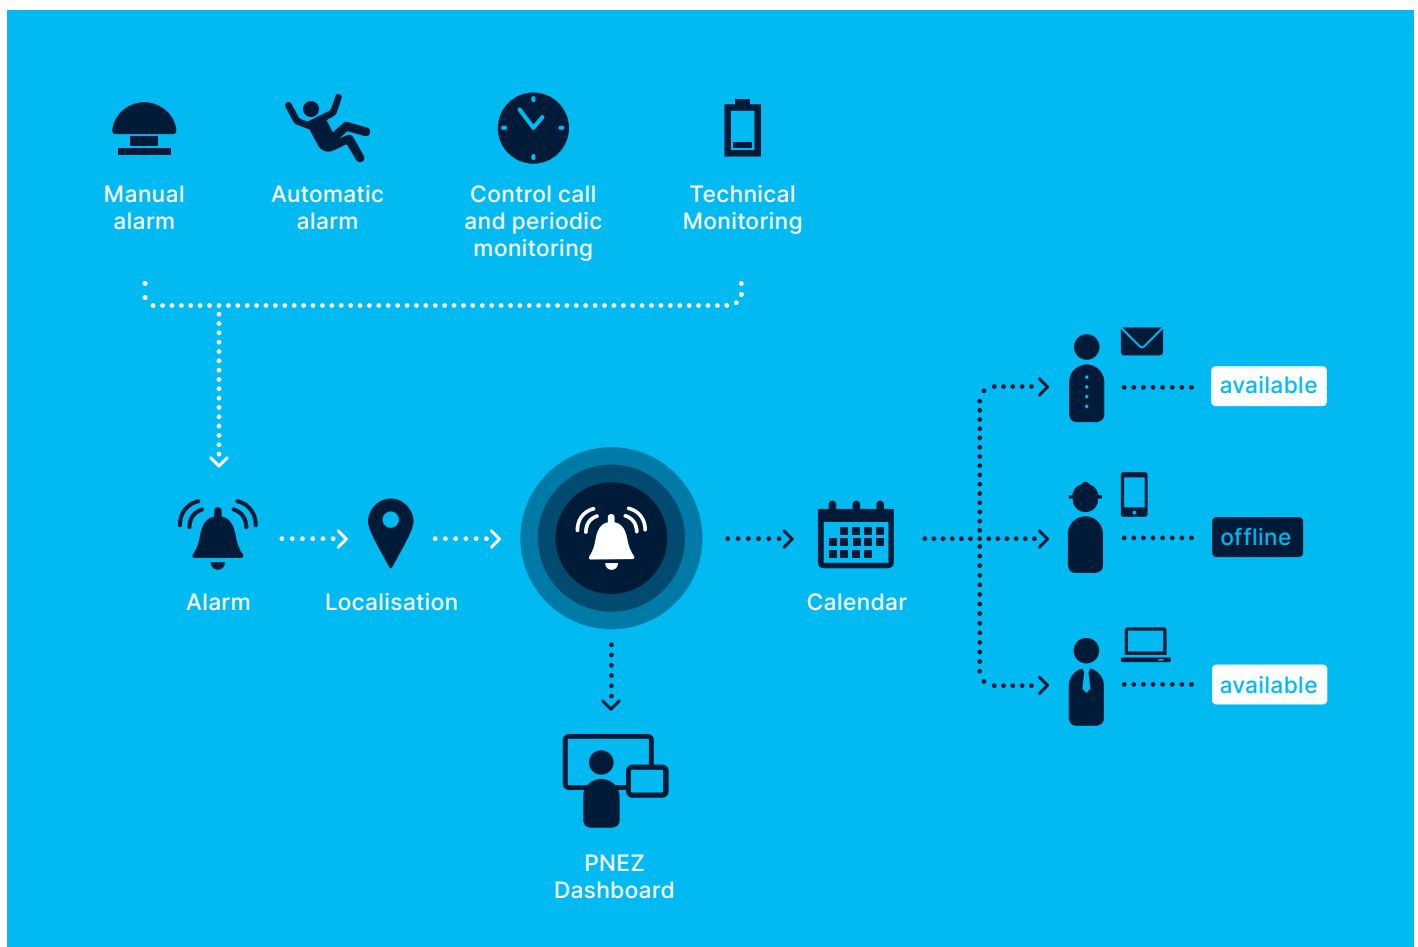 Manual
alarm
Automatic
alarm
Control call
and periodic
monitoring
Technical
Monitoring
available
offline
available
Alarm
Localisation
Calendar
PNEZ
Dashboard